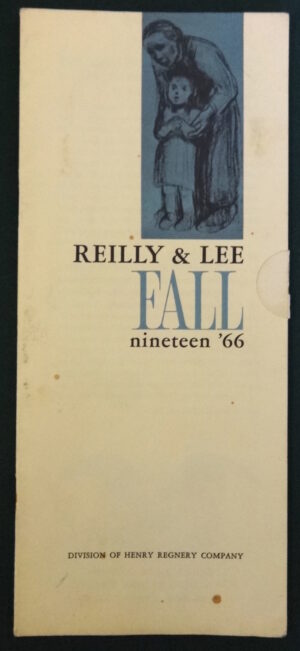 REILLY & LEE
FALL
nineteen '66
DIVISION OF HENRY REGNERY COMPANY